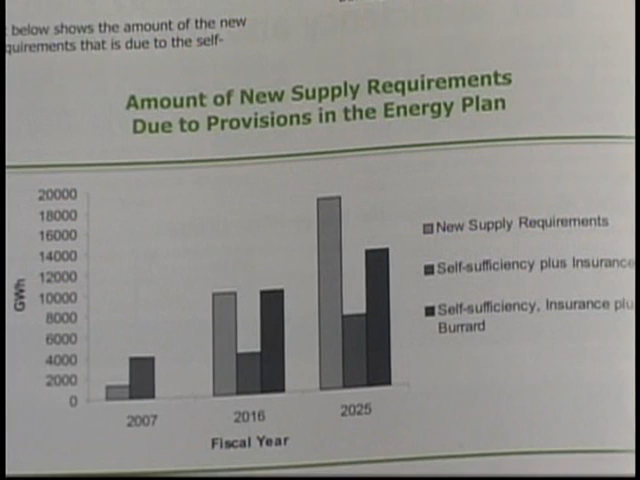 below shows the amount of the new
quirements that is due to the self-
Amount of New Supply Requirements
Due to Provisions in the Energy Plan
20000
18000
16000
14000
12000
10000
8000
6000
4000
2000
0
GWh
2007
2016
2025
Fiscal Year
New Supply Requirements
Self-sufficiency plus Insurance
Self-sufficiency, Insurance plu
Burrard